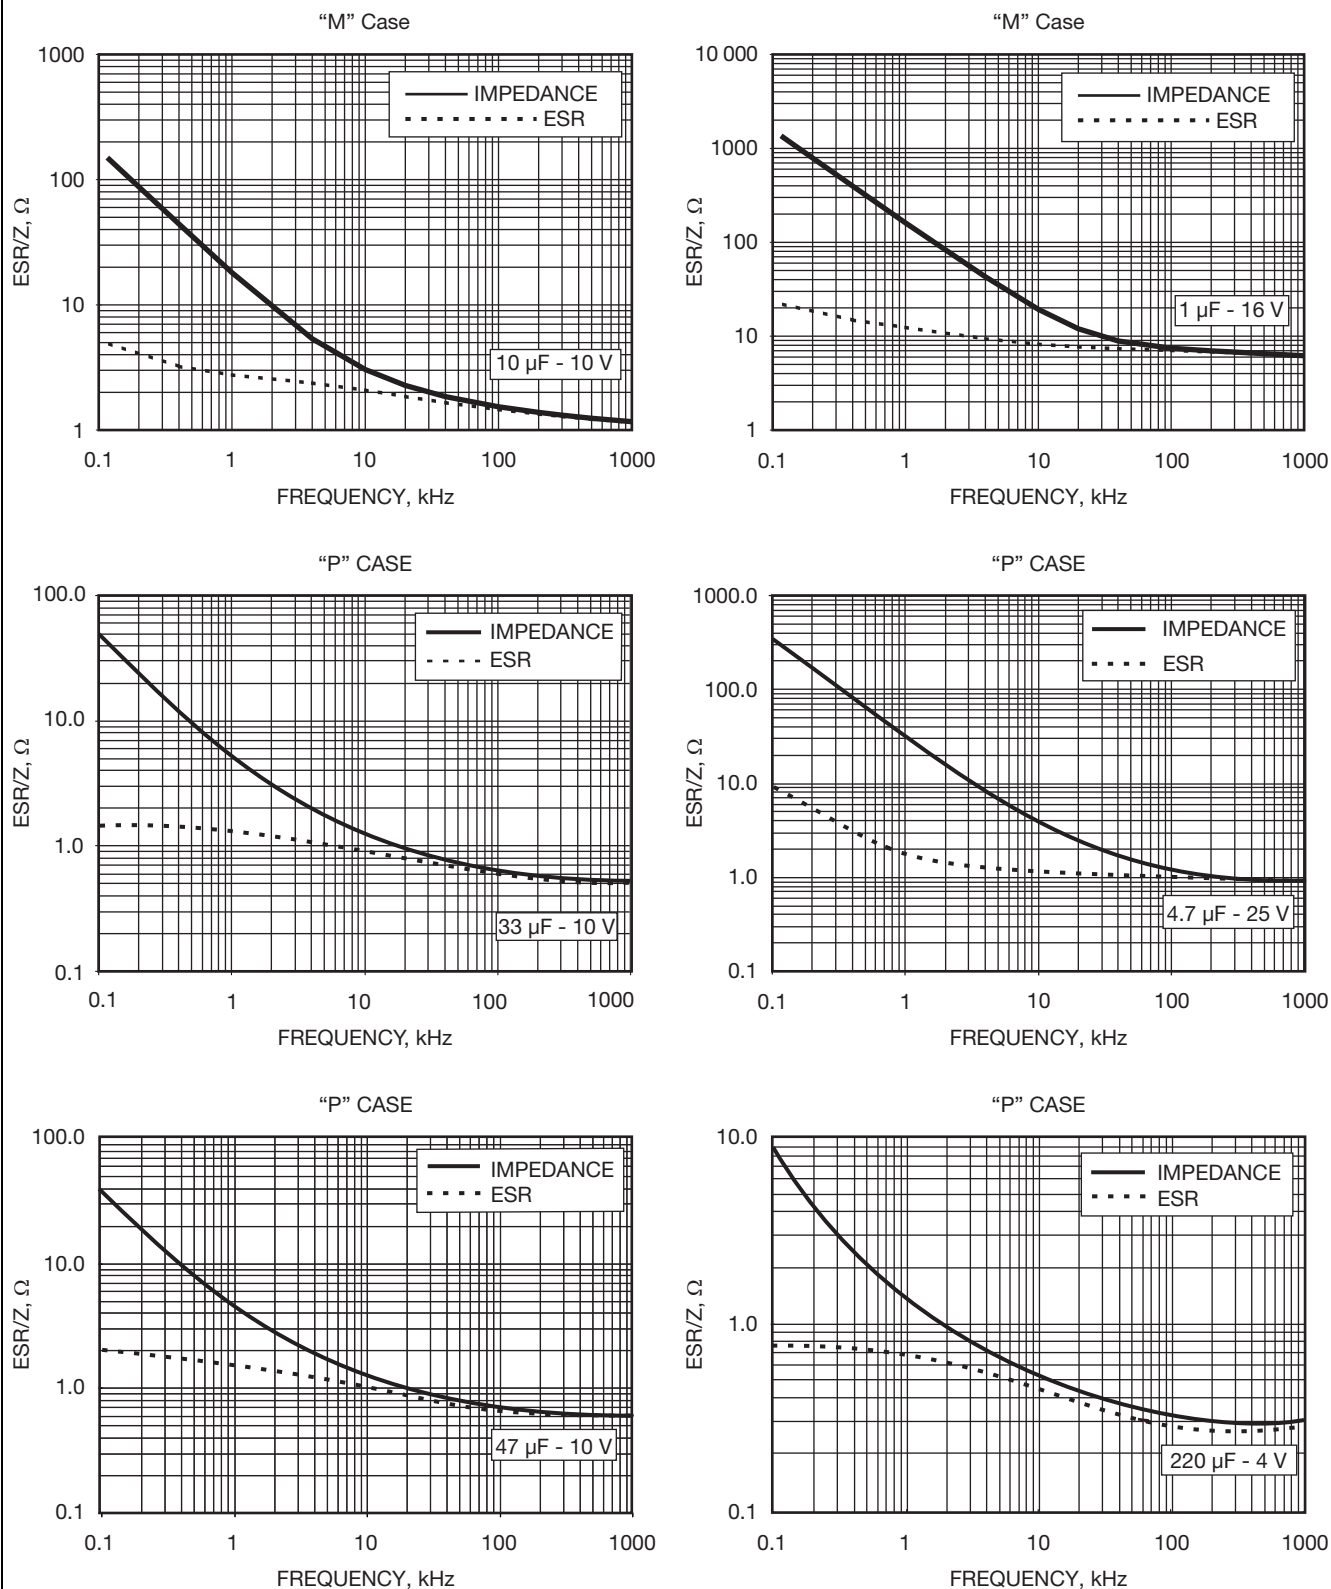 “M” Case
1000
100
10
1
ESR/Z, Ω
IMPEDANCE
ESR
10 µF - 10 V
0.1 1 10 100 1000
FREQUENCY, kHz
“M” Case
10 000
1000
100
10
1
ESR/Z, Ω
IMPEDANCE
ESR
1 µF - 16 V
0.1 1 10 100 1000
FREQUENCY, kHz
“P” CASE
100.0
10.0
1.0
0.1
ESR/Z, Ω
IMPEDANCE
ESR
33 µF - 10 V
0.1 1 10 100 1000
FREQUENCY, kHz
“P” CASE
1000.0
100.0
10.0
1.0
0.1
ESR/Z, Ω
IMPEDANCE
ESR
4.7 µF - 25 V
0.1 1 10 100 1000
FREQUENCY, kHz
“P” CASE
100.0
10.0
1.0
0.1
ESR/Z, Ω
IMPEDANCE
ESR
47 µF - 10 V
0.1 1 10 100 1000
FREQUENCY, kHz
“P” CASE
10.0
1.0
0.1
ESR/Z, Ω
IMPEDANCE
ESR
220 µF - 4 V
0.1 1 10 100 1000
FREQUENCY, kHz